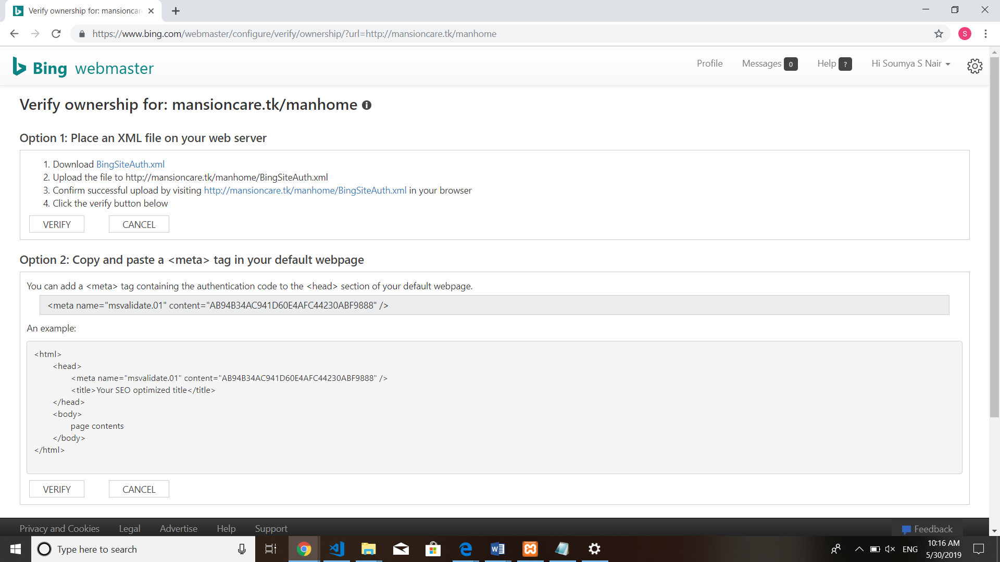 Verify ownership for: mansioncar
https://www.bing.com/webmaster/configure/verify/ownership/?url=http://mansioncare.tk/manhome
S
Bing webmaster
Profile
Messages 0
Help ?
Hi Soumya S Nair
Verify ownership for: mansioncare.tk/manhome
Option 1: Place an XML file on your web server
1. Download BingSiteAuth.xml
2. Upload the file to http://mansioncare.tk/manhome/BingSiteAuth.xml
3. Confirm successful upload by visiting http://mansioncare.tk/manhome/BingSiteAuth.xml in your browser
4. Click the verify button below
VERIFY CANCEL
Option 2: Copy and paste a <meta> tag in your default webpage
You can add a <meta> tag containing the authentication code to the <head> section of your default webpage.
<meta name="msvalidate.01" content="AB94B34AC941D60E4AFC44230ABF9888" />
An example:
<html>
<head>
<meta name="msvalidate.01" content="AB94B34AC941D60E4AFC44230ABF9888" />
<title>Your SEO optimized title</title>
</head>
<body>
page contents
</body>
</html>
VERIFY CANCEL
Privacy and Cookies Legal Advertise Help Support
Feedback
Type here to search
ENG
10:16 AM
5/30/2019